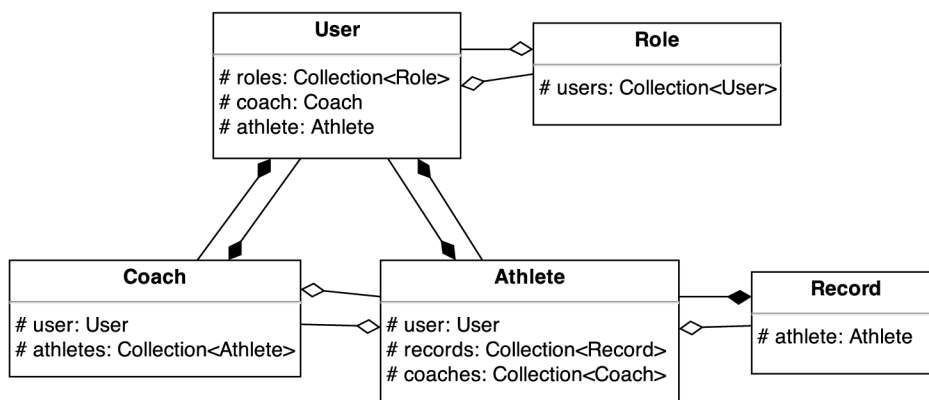 User
# roles: Collection<Role>
# coach: Coach
# athlete: Athlete
Role
# users: Collection<User>
Coach
# user: User
# athletes: Collection<Athlete>
Athlete
# user: User
# records: Collection<Record>
# coaches: Collection<Coach>
Record
# athlete: Athlete